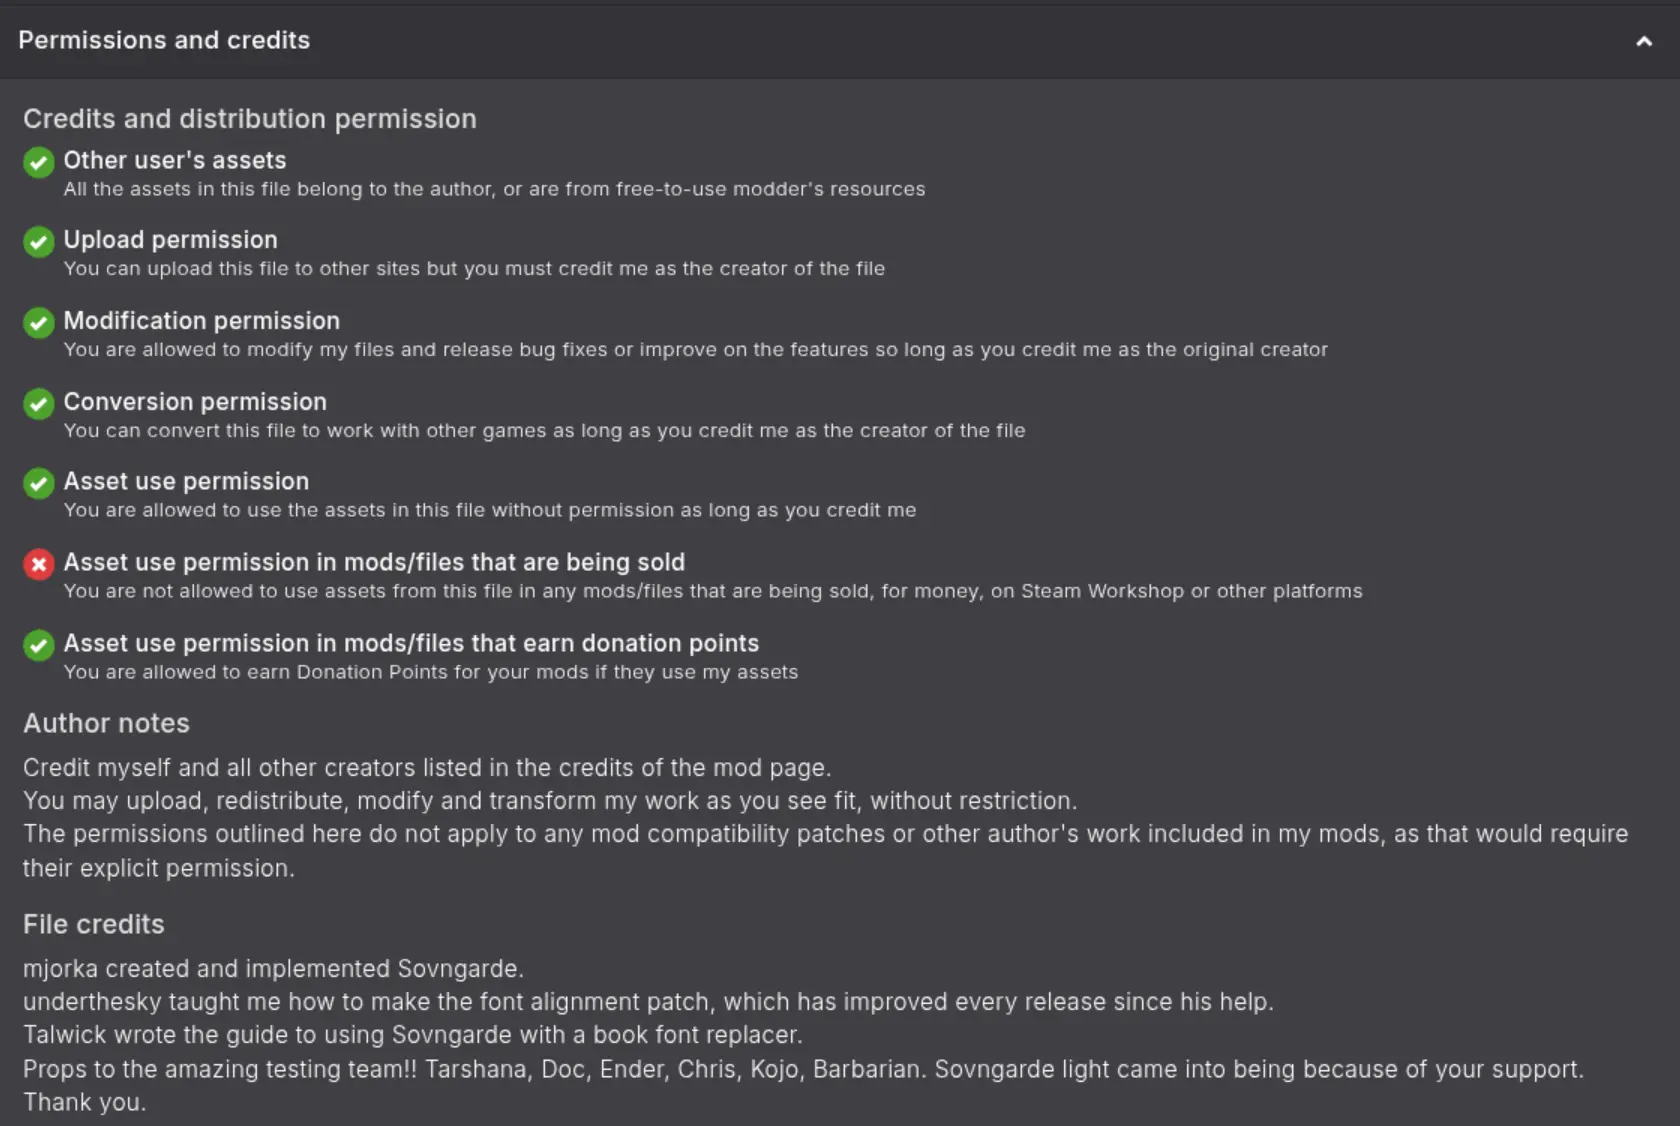 Permissions and credits
Credits and distribution permission
Other user's assets
All the assets in this file belong to the author, or are from free-to-use modder's resources
Upload permission
You can upload this file to other sites but you must credit me as the creator of the file
Modification permission
You are allowed to modify my files and release bug fixes or improve on the features so long as you credit me as the original creator
Conversion permission
You can convert this file to work with other games as long as you credit me as the creator of the file
Asset use permission
You are allowed to use the assets in this file without permission as long as you credit me
Asset use permission in mods/files that are being sold
You are not allowed to use assets from this file in any mods/files that are being sold, for money, on Steam Workshop or other platforms
Asset use permission in mods/files that earn donation points
You are allowed to earn Donation Points for your mods if they use my assets
Author notes
Credit myself and all other creators listed in the credits of the mod page.
You may upload, redistribute, modify and transform my work as you see fit, without restriction.
The permissions outlined here do not apply to any mod compatibility patches or other author's work included in my mods, as that would require
their explicit permission.
File credits
mjorka created and implemented Sovngarde.
underthesky taught me how to make the font alignment patch, which has improved every release since his help.
Talwick wrote the guide to using Sovngarde with a book font replacer.
Props to the amazing testing team!! Tarshana, Doc, Ender, Chris, Kojo, Barbarian. Sovngarde light came into being because of your support.
Thank you.